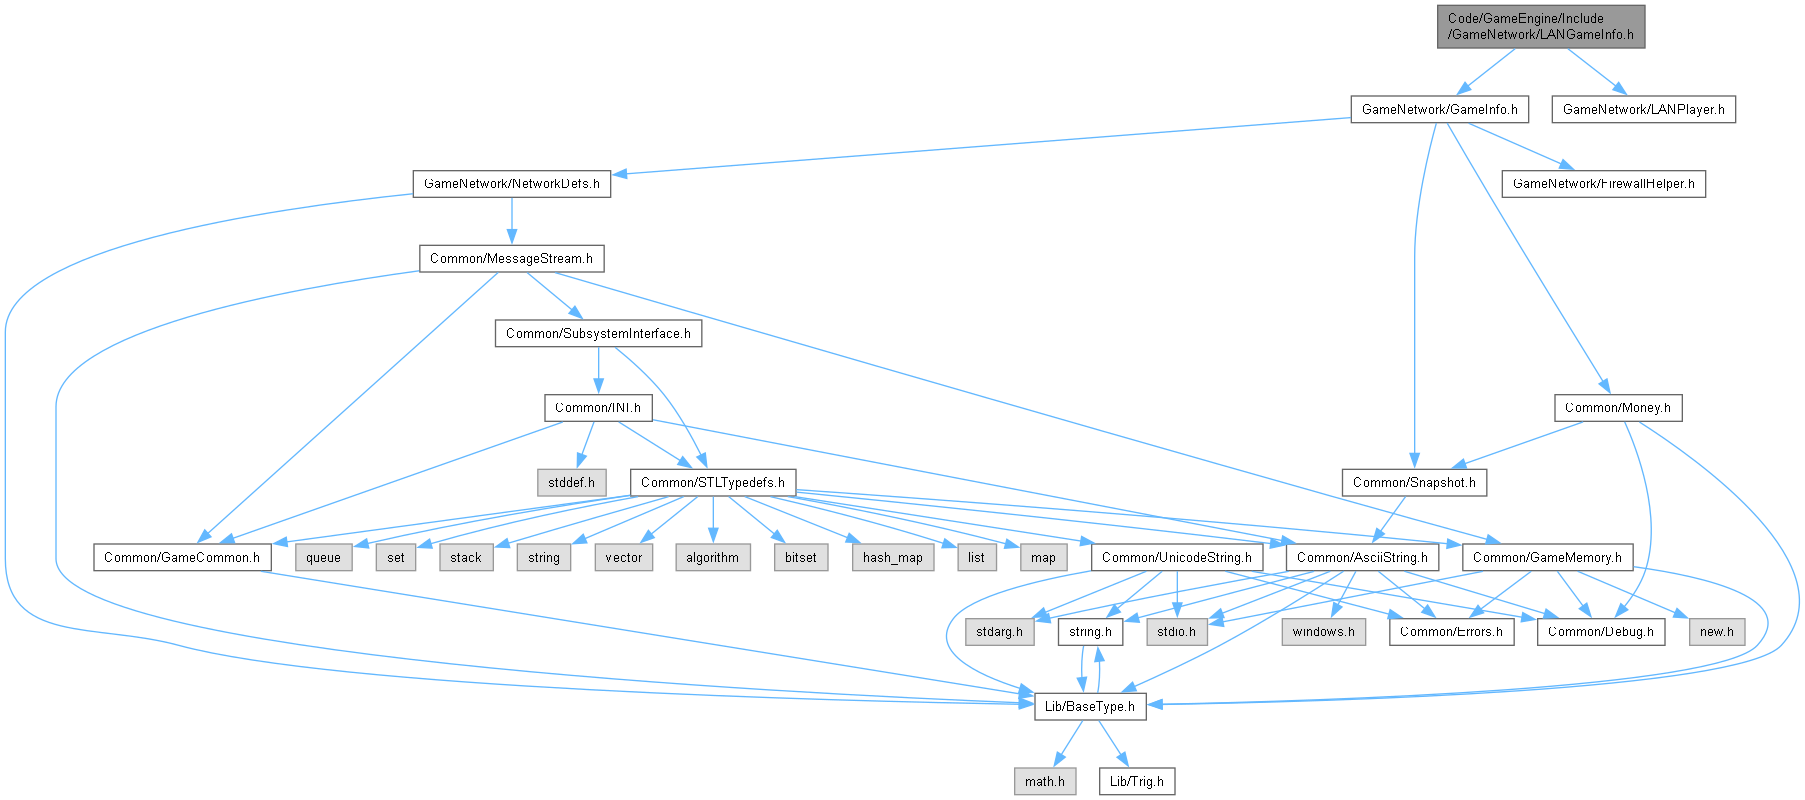 Code/GameEngine/Include
/GameNetwork/LANGameInfo.h
GameNetwork/GameInfo.h
GameNetwork/LANPlayer.h
GameNetwork/NetworkDefs.h
GameNetwork/FirewallHelper.h
Common/MessageStream.h
Common/SubsystemInterface.h
Common/INI.h
Common/Money.h
stddef.h
Common/STLTypedefs.h
Common/Snapshot.h
Common/GameCommon.h
queue
set
stack
string
vector
algorithm
bitset
hash_map
list
map
Common/UnicodeString.h
Common/AsciiString.h
Common/GameMemory.h
stdarg.h
string.h
stdio.h
windows.h
Common/Errors.h
Common/Debug.h
new.h
Lib/BaseType.h
math.h
Lib/Trig.h